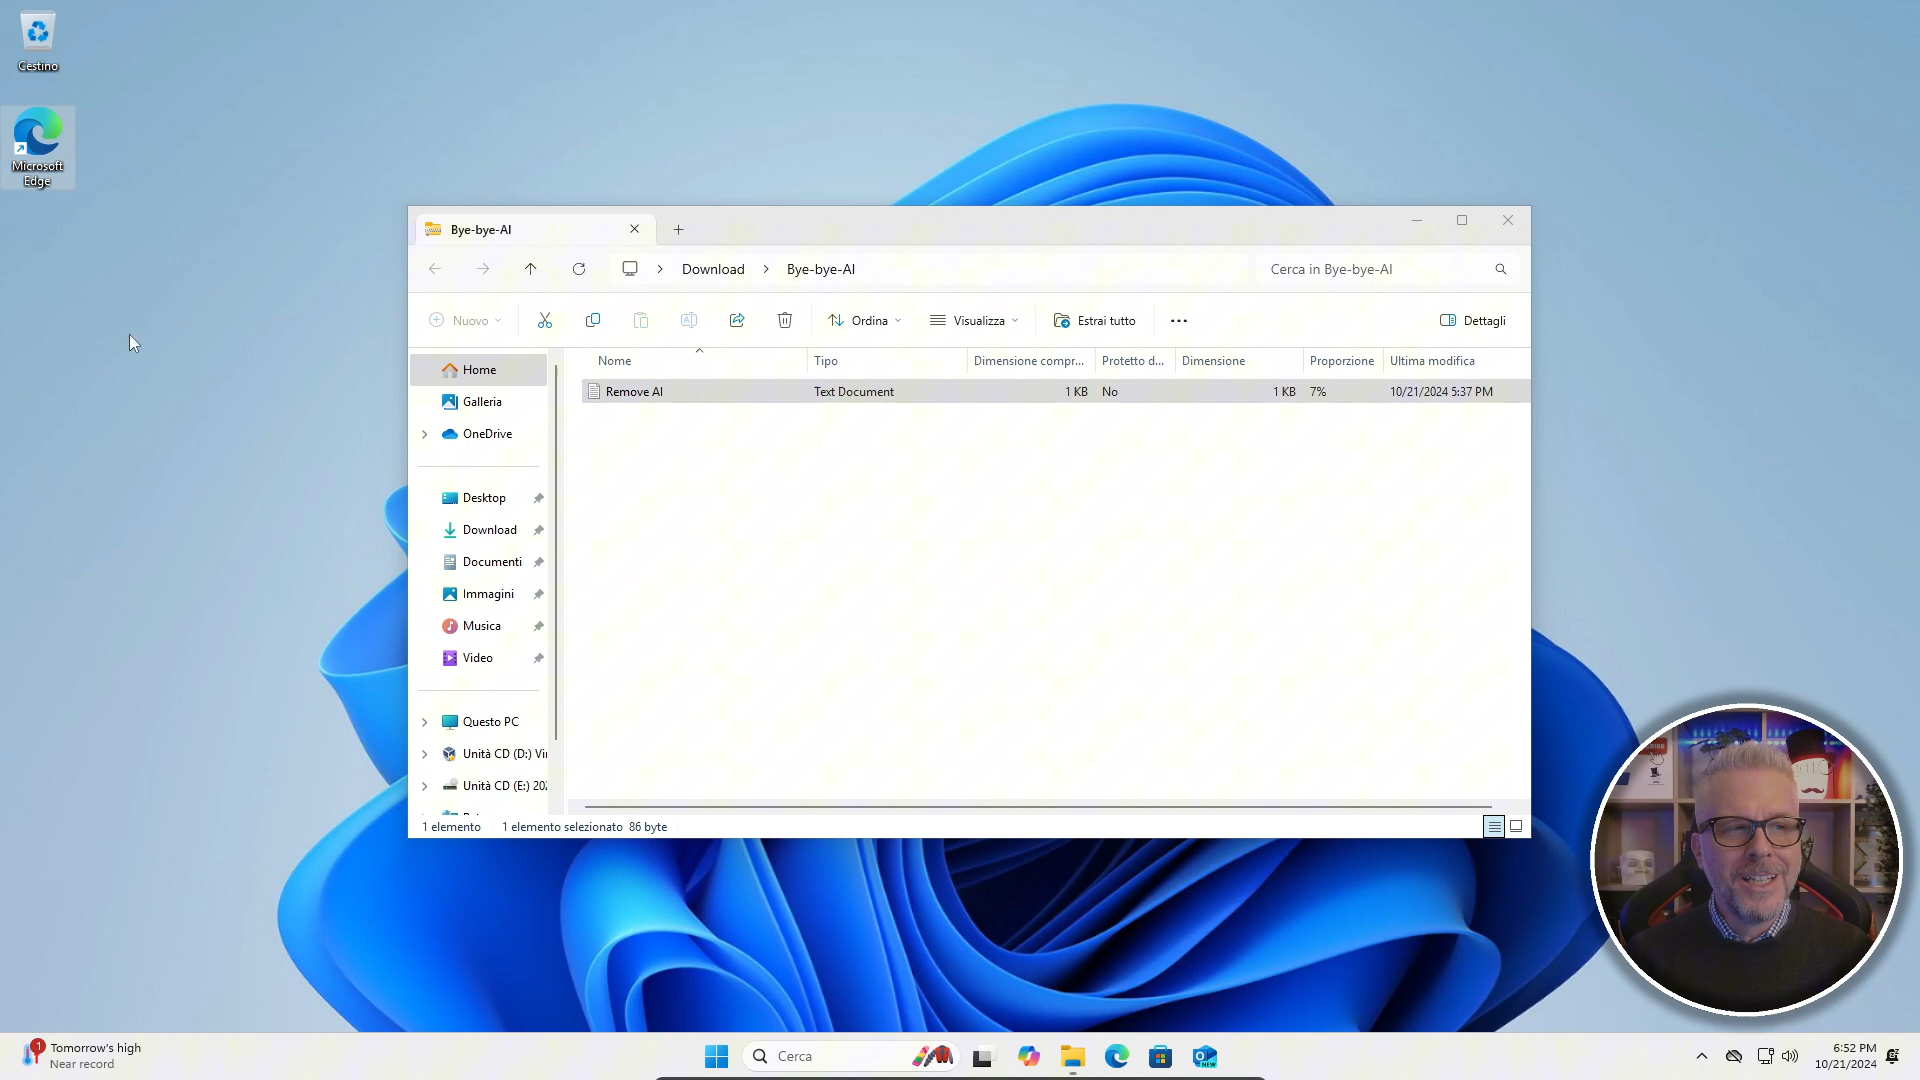 Cestino
Microsoft
Edge
Bye-bye-AI
Download
Bye-bye-AI
Cerca in Bye-bye-AI
Nuovo
Ordina
Visualizza
Estrai tutto
Dettagli
Nome
Tipo
Dimensione compr...
Protetto d...
Dimensione
Proporzione
Ultima modifica
Remove AI
Text Document
1 KB
No
1 KB
7%
10/21/2024 5:37 PM
Home
Galleria
OneDrive
Desktop
Download
Documenti
Immagini
Musica
Video
Questo PC
Unità CD (D:) Vir
Unità CD (E:) 202
1 elemento
1 elemento selezionato 86 byte
1
Tomorrow's high
Near record
Cerca
NEW
6:52 PM
10/21/2024